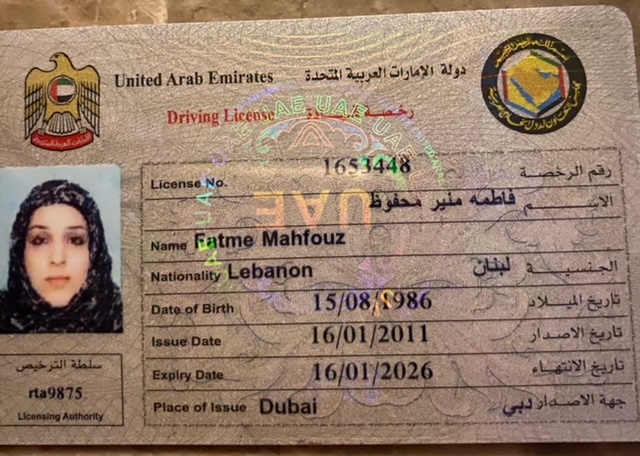 United Arab Emirates دولة الإمارات العربية المتحدة
Driving License رخصة
License No. 1653448 رقم الرخصة
الاسم فاطمه منير محفوظ
Name Fatme Mahfouz
Nationality Lebanon لبنان الجنسية
Date of Birth 15/08/1986 تاريخ الميلاد
Issue Date 16/01/2011 تاريخ الاصدار
Expiry Date 16/01/2026 تاريخ الانتهاء
Place of Issue Dubai جهة الاصدار دبي
سلطة الترخيص
rta9875
Licensing Authority
UAE UAE UAE
UAE